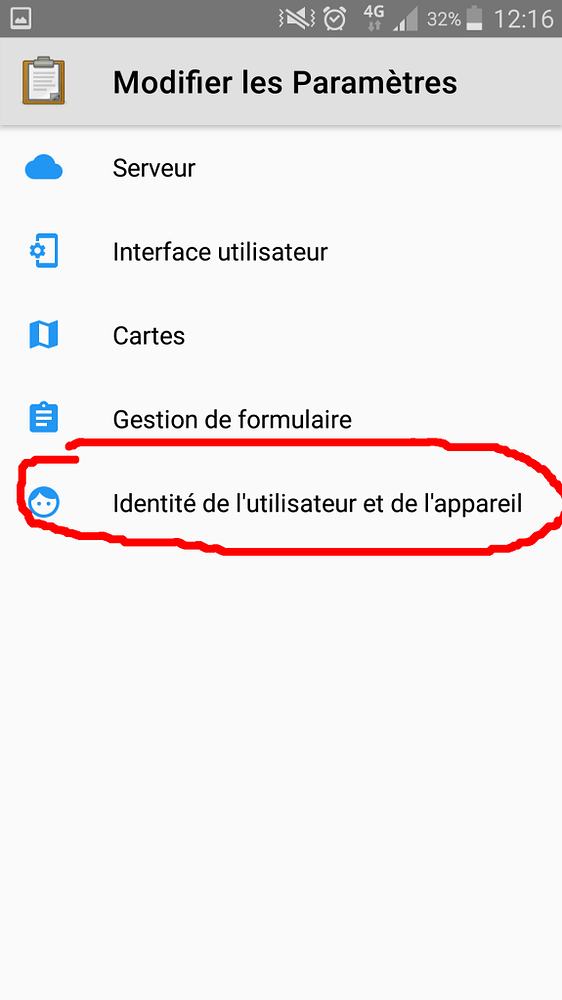 4G 32% 12:16
Modifier les Paramètres
Serveur
Interface utilisateur
Cartes
Gestion de formulaire
Identité de l'utilisateur et de l'appareil